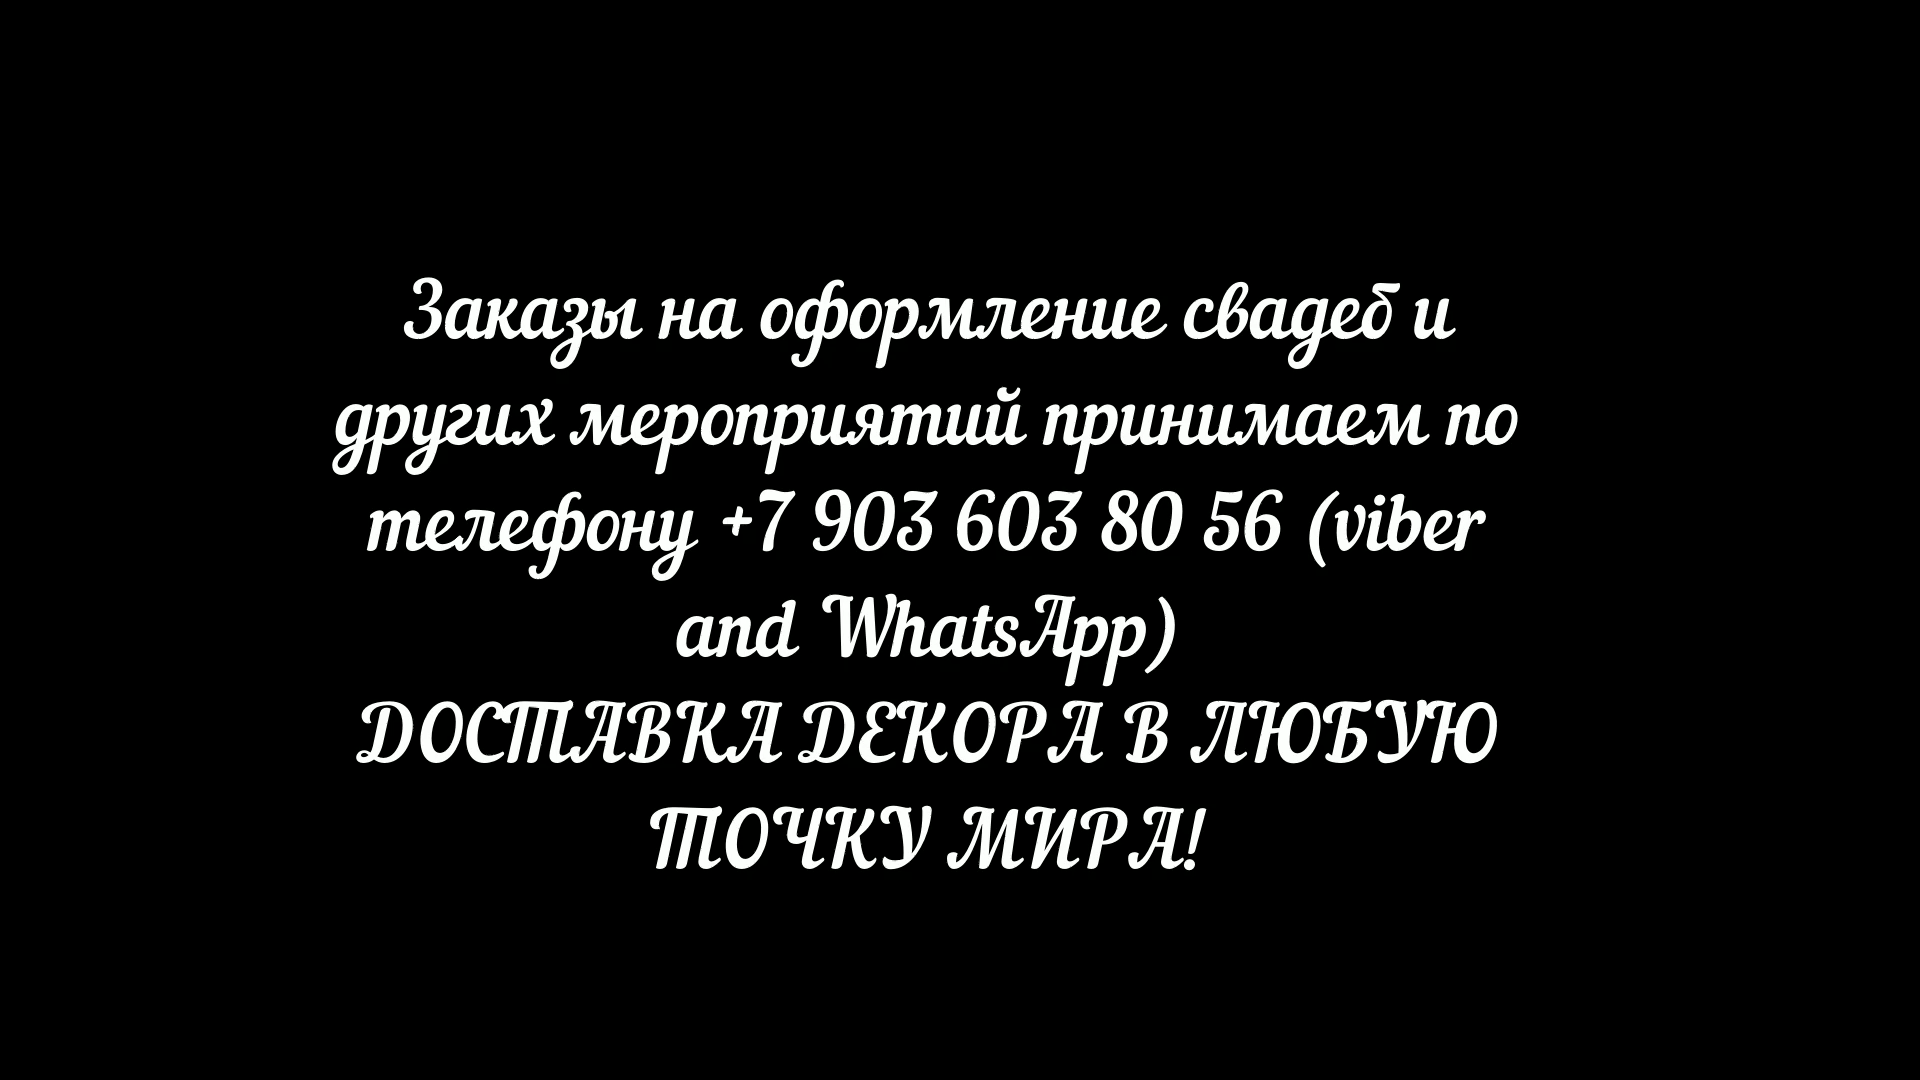 Заказы на оформление свадеб и
других мероприятий принимаем по
телефону +7 903 603 80 56 (viber
and WhatsApp)
ДОСТАВКА ДЕКОРА В ЛЮБУЮ
ТОЧКУ МИРА!